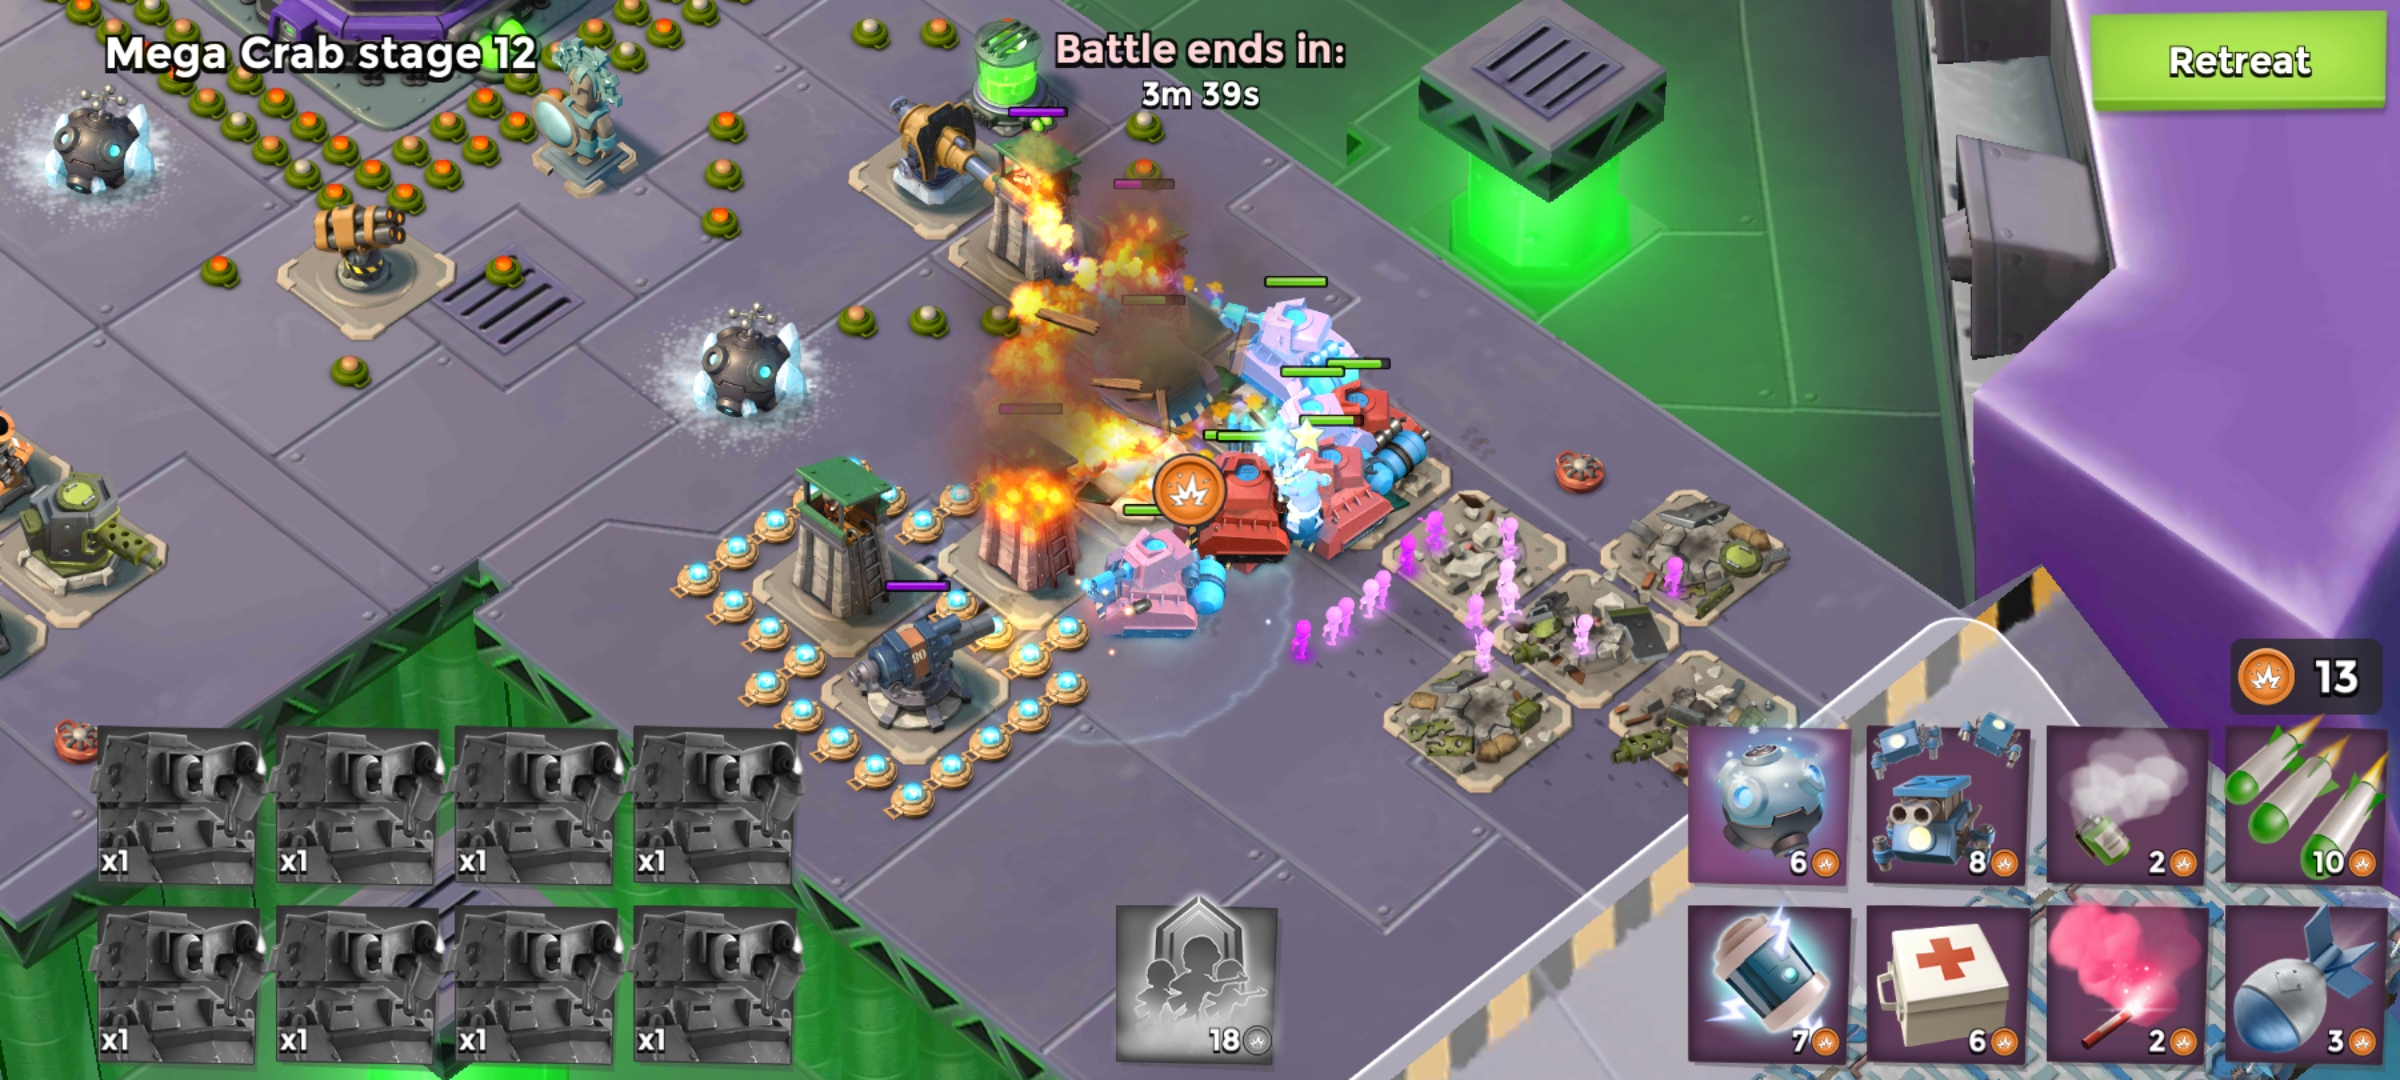 Mega Crab stage 12
Battle ends in:
3m 39s
Retreat
80
13
x1 x1 x1 x1
6 8 2 10
x1 x1 x1 x1
18
7 6 2 3